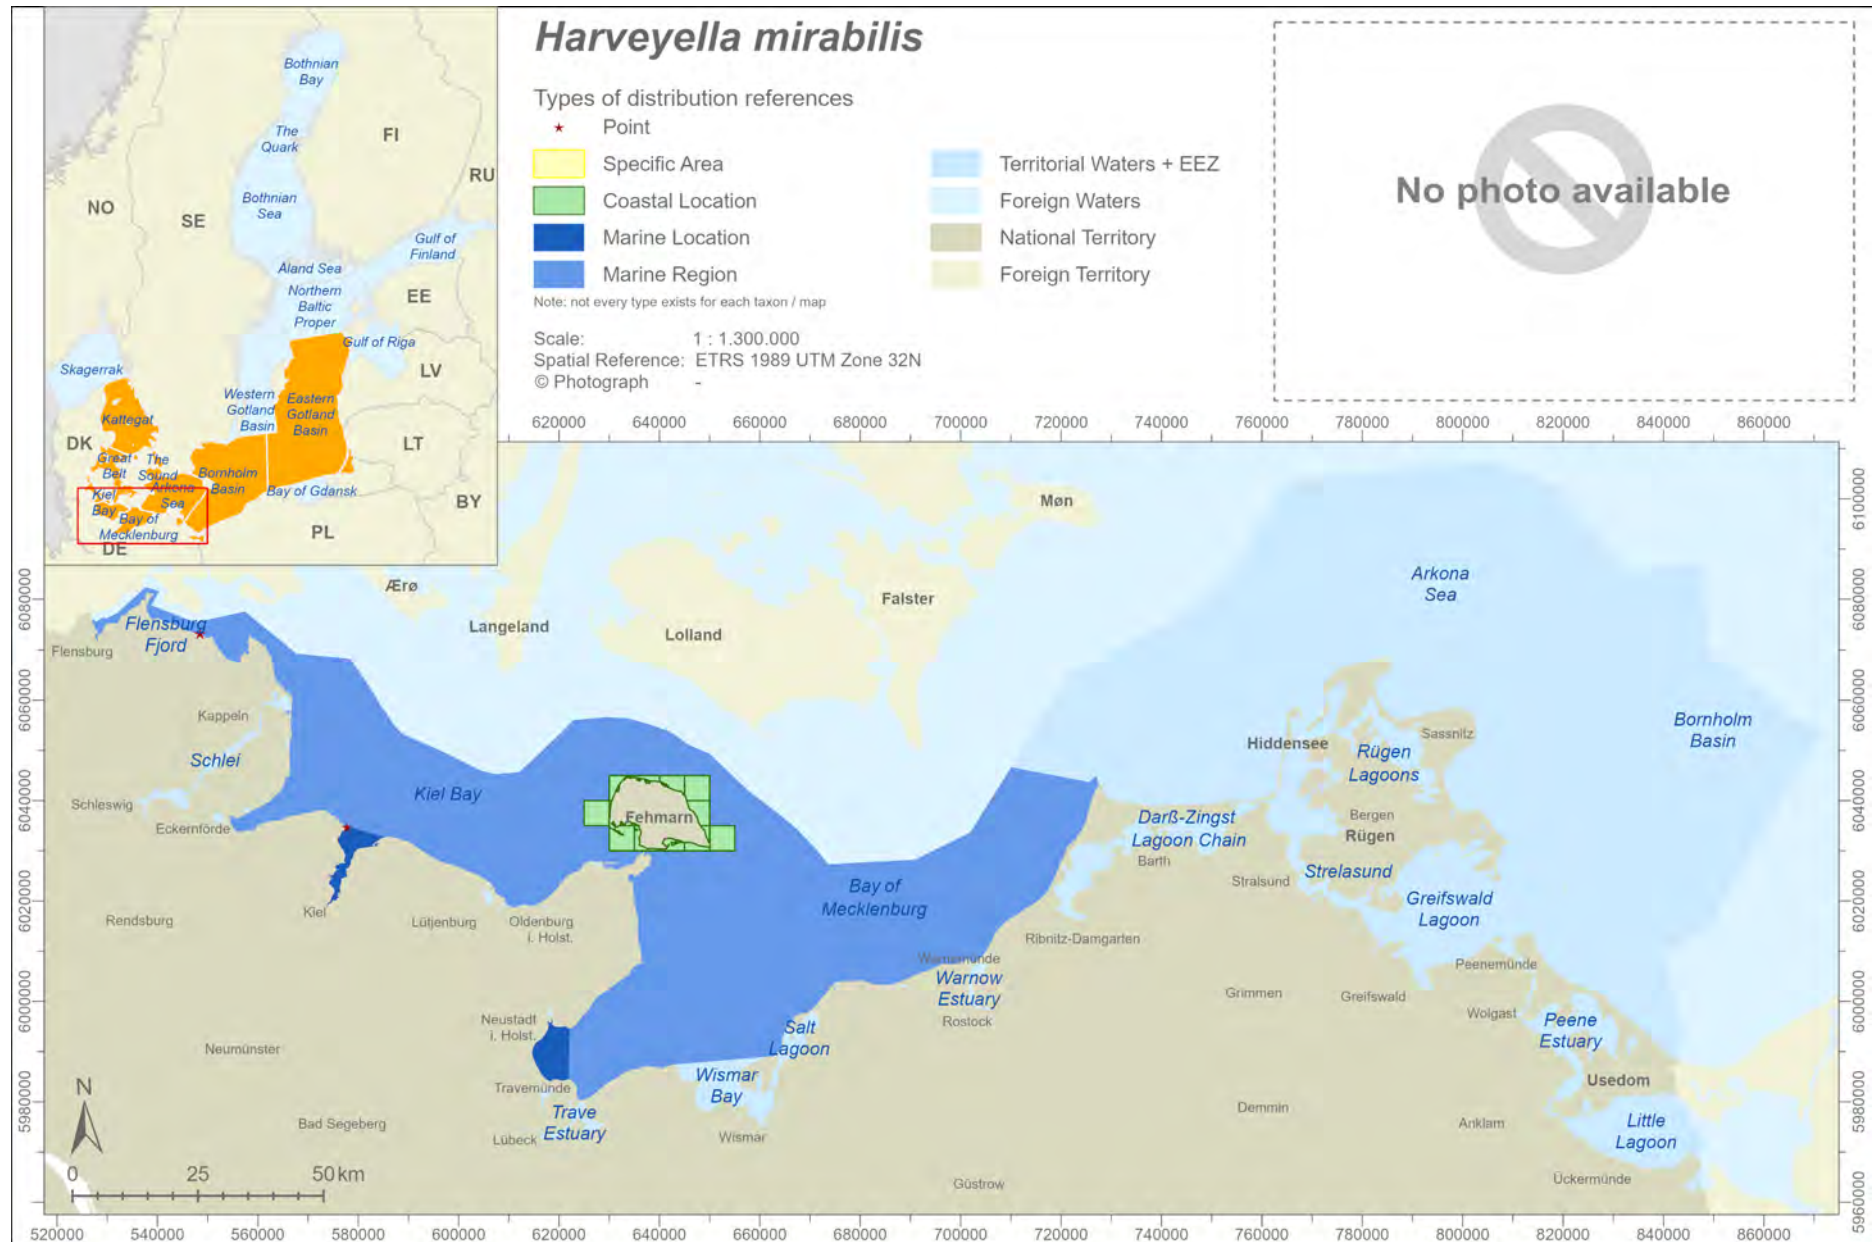 Harveyella mirabilis
Types of distribution references
Point
Specific Area
Coastal Location
Marine Location
Marine Region
Territorial Waters + EEZ
Foreign Waters
National Territory
Foreign Territory
Note: not every type exists for each taxon / map
Scale: 1 : 1.300.000
Spatial Reference: ETRS 1989 UTM Zone 32N
© Photograph -
No photo available
Bothnian
Bay
The
Quark
FI
RU
NO
SE
Bothnian
Sea
Gulf of
Finland
Åland Sea
Northern
Baltic
Proper
EE
Gulf of Riga
Skagerrak
LV
Western
Gotland
Basin
Eastern
Gotland
Basin
Kattegat
DK
LT
Great
Belt
The
Sound
Bornholm
Basin
Arkona
Sea
Bay of Gdansk
Kiel
Bay
BY
Bay of
Mecklenburg
PL
DE
620000 640000 660000 680000 700000 720000 740000 760000 780000 800000 820000 840000 860000
6100000
6080000
6060000
6040000
6020000
6000000
5980000
5960000
6080000
6060000
6040000
6020000
6000000
5980000
Møn
Ærø
Langeland
Lolland
Falster
Arkona
Sea
Flensburg
Fjord
Flensburg
Kappeln
Schlei
Schleswig
Eckernförde
Kiel Bay
Fehmarn
Hiddensee
Sassnitz
Rügen
Lagoons
Bornholm
Basin
Bergen
Rügen
Darß-Zingst
Lagoon Chain
Barth
Stralsund
Strelasund
Greifswald
Lagoon
Bay of
Mecklenburg
Rendsburg
Kiel
Lütjenburg
Oldenburg
i. Holst.
Ribnitz-Damgarten
Warnemünde
Warnow
Estuary
Rostock
Peenemünde
Grimmen
Greifswald
Wolgast
Peene
Estuary
Usedom
Neustadt
i. Holst.
Salt
Lagoon
Neumünster
Travemünde
Wismar
Bay
Trave
Estuary
Bad Segeberg
Lübeck
Wismar
Demmin
Anklam
Little
Lagoon
Güstrow
Ückermünde
N
0 25 50 km
520000 540000 560000 580000 600000 620000 640000 660000 680000 700000 720000 740000 760000 780000 800000 820000 840000 860000